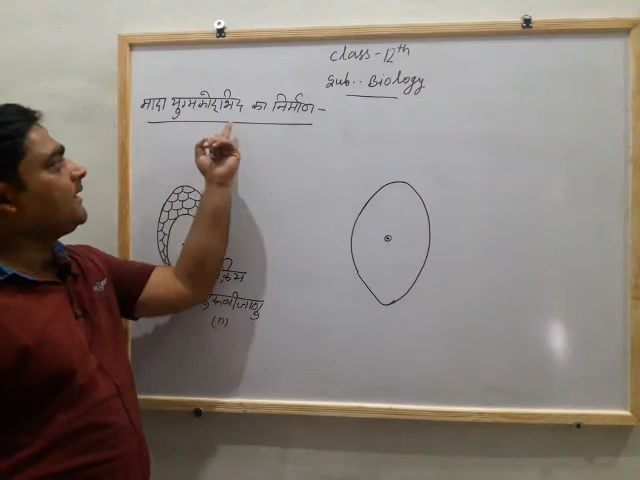 Class-12th
Sub.. Biology
मादा युग्मकोद्भिद का निर्माण -
(n)